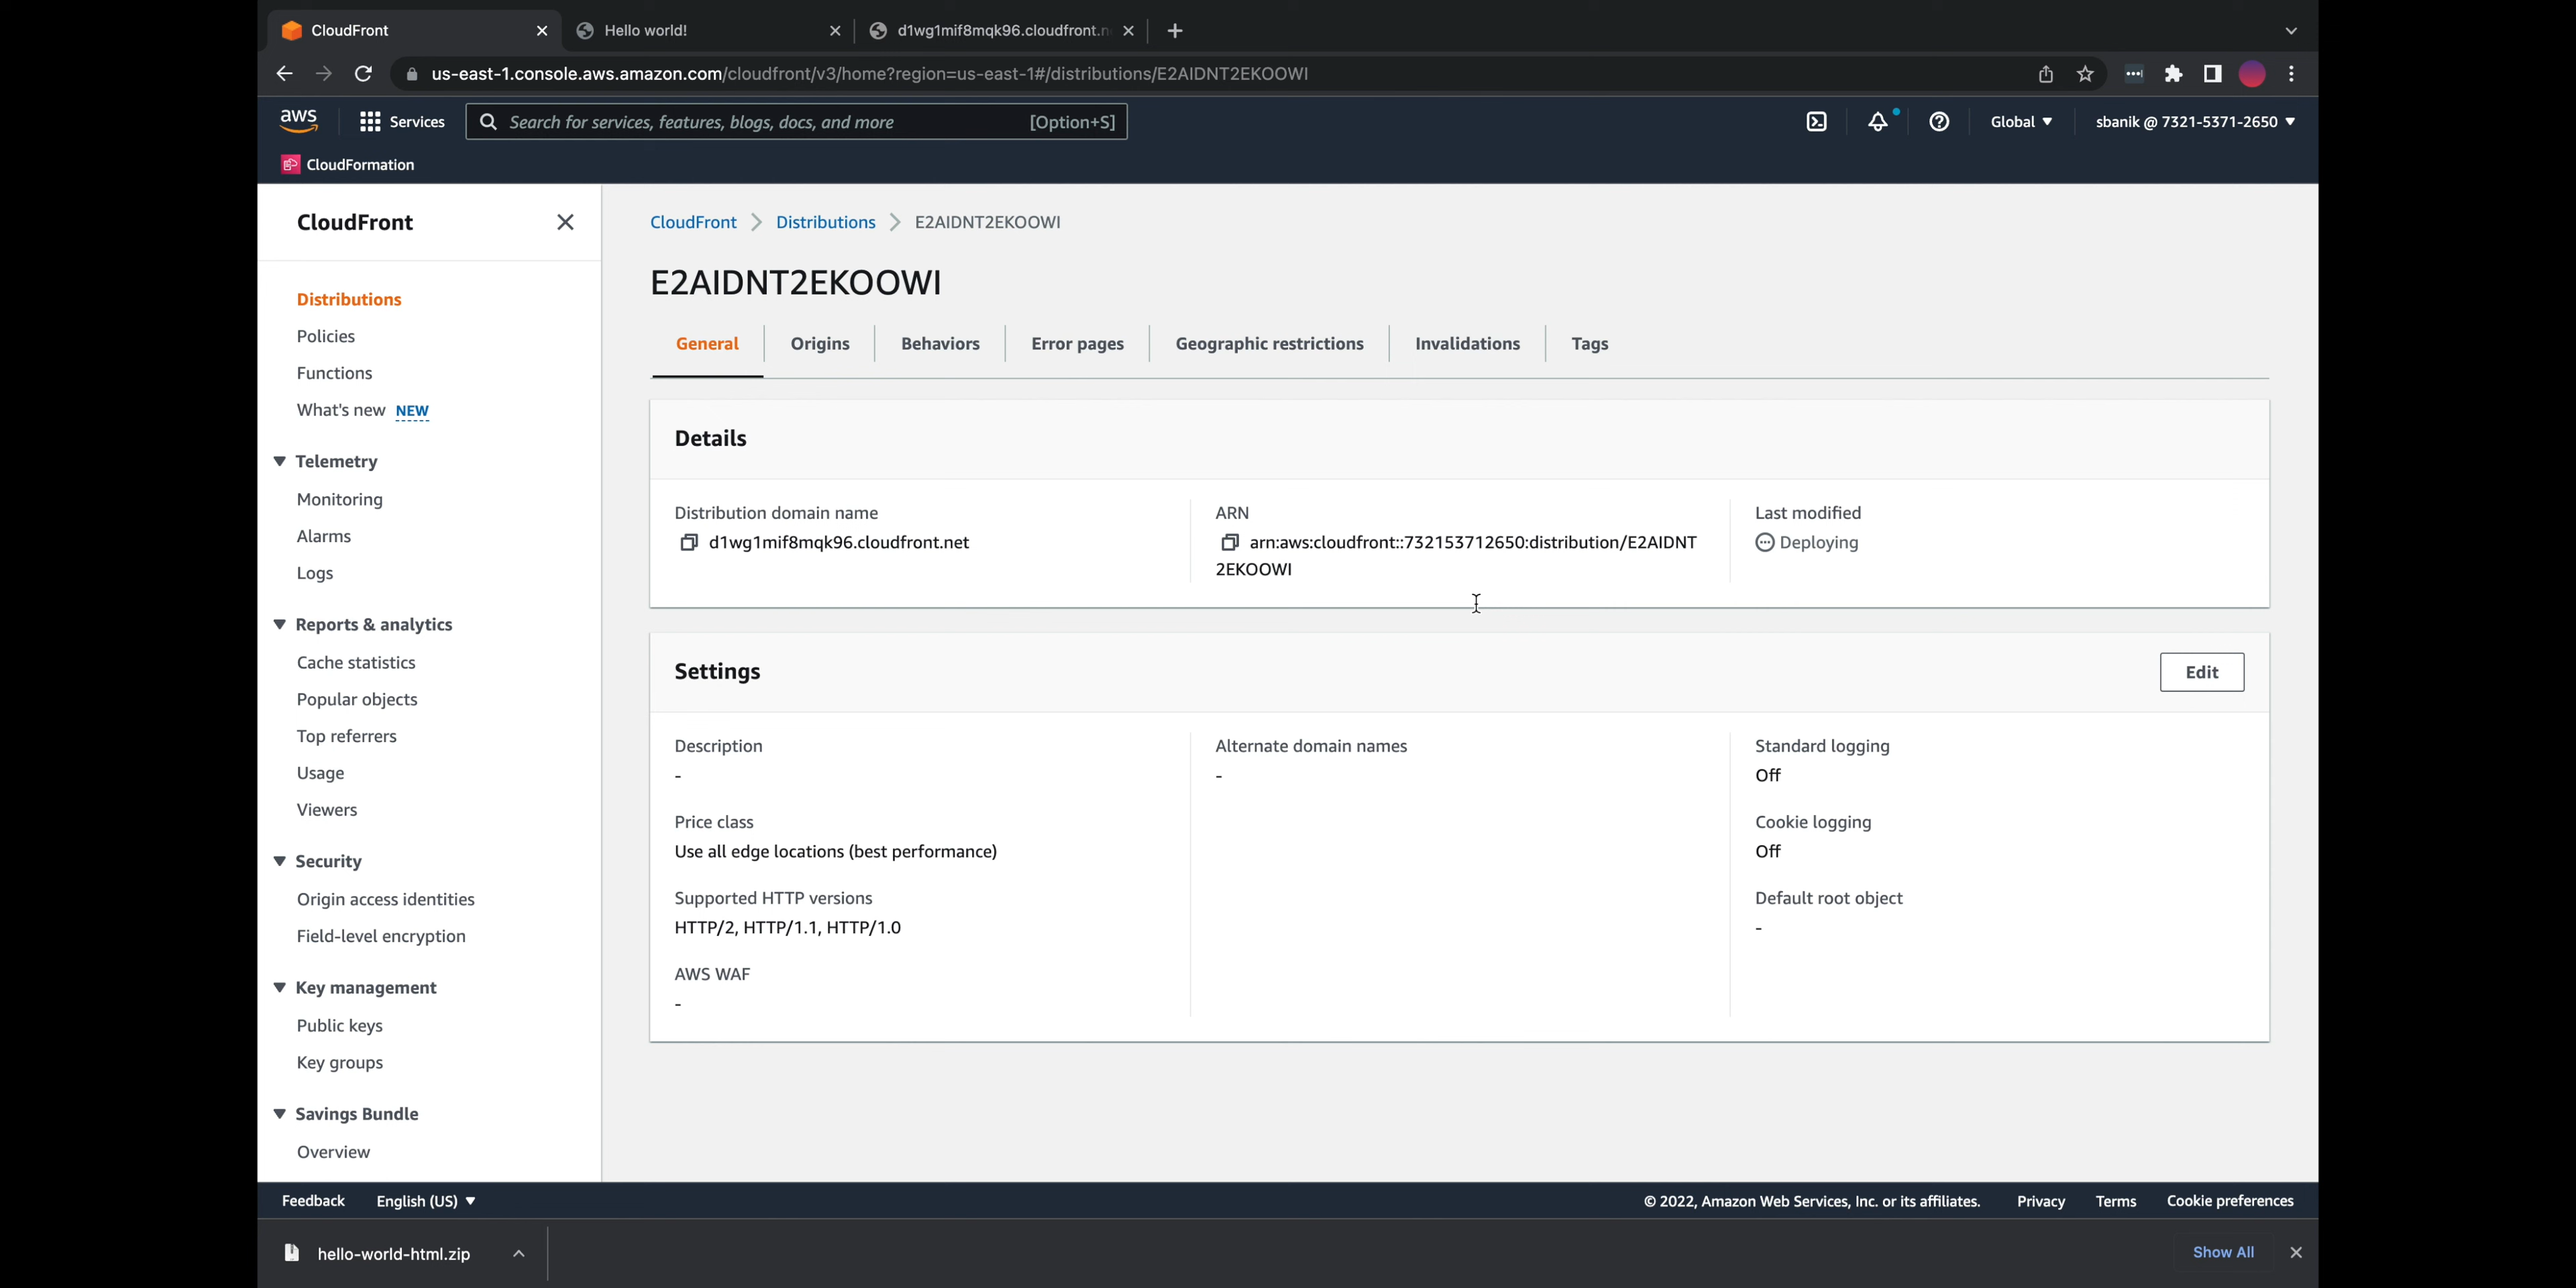 CloudFront
Hello world!
d1wg1mif8mqk96.cloudfront.n
us-east-1.console.aws.amazon.com/cloudfront/v3/home?region=us-east-1#/distributions/E2AIDNT2EKOOWI
aws
Services
Search for services, features, blogs, docs, and more
[Option+S]
Global
sbanik @ 7321-5371-2650
CloudFormation
CloudFront
Distributions
Policies
Functions
What's new NEW
Telemetry
Monitoring
Alarms
Logs
Reports & analytics
Cache statistics
Popular objects
Top referrers
Usage
Viewers
Security
Origin access identities
Field-level encryption
Key management
Public keys
Key groups
Savings Bundle
Overview
CloudFront > Distributions > E2AIDNT2EKOOWI
E2AIDNT2EKOOWI
General
Origins
Behaviors
Error pages
Geographic restrictions
Invalidations
Tags
Details
Distribution domain name
d1wg1mif8mqk96.cloudfront.net
ARN
arn:aws:cloudfront::732153712650:distribution/E2AIDNT
2EKOOWI
Last modified
Deploying
Settings
Edit
Description
-
Price class
Use all edge locations (best performance)
Supported HTTP versions
HTTP/2, HTTP/1.1, HTTP/1.0
AWS WAF
-
Alternate domain names
-
Standard logging
Off
Cookie logging
Off
Default root object
-
Feedback
English (US)
© 2022, Amazon Web Services, Inc. or its affiliates.
Privacy
Terms
Cookie preferences
hello-world-html.zip
Show All